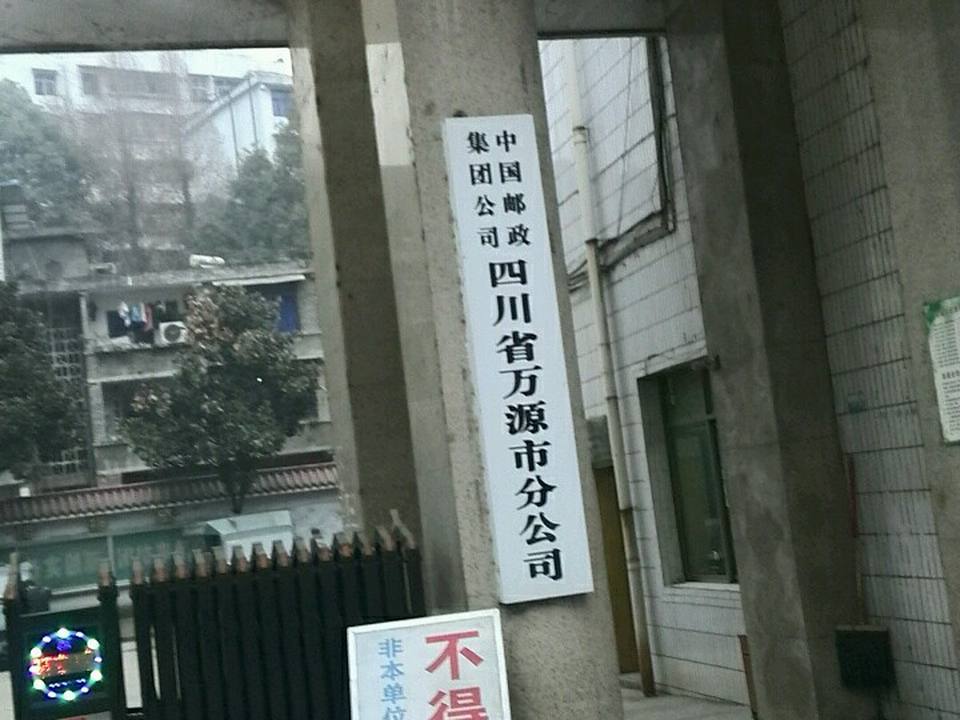 中国邮政
集团公司
四川省万源市分公司
不得
非本单位